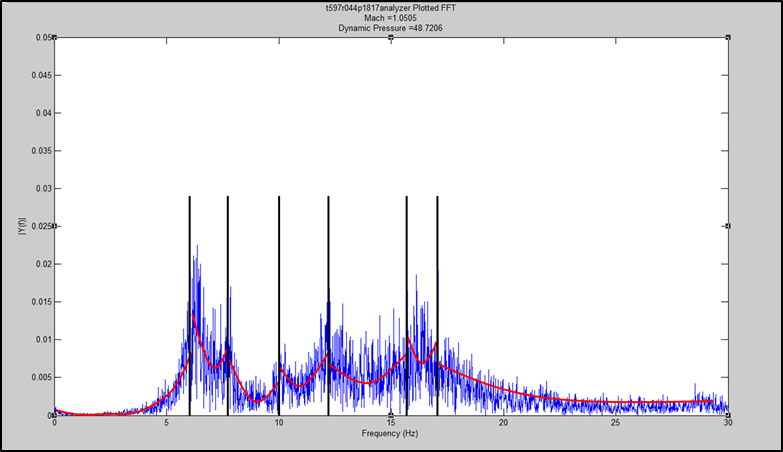 t597r044p1817analyzer Plotted FFT
Mach =1.0505
Dynamic Pressure =48.7206
0.05
0.045
0.04
0.035
0.03
0.025
0.02
0.015
0.01
0.005
0
|Y(f)|
0 5 10 15 20 25 30
Frequency (Hz)